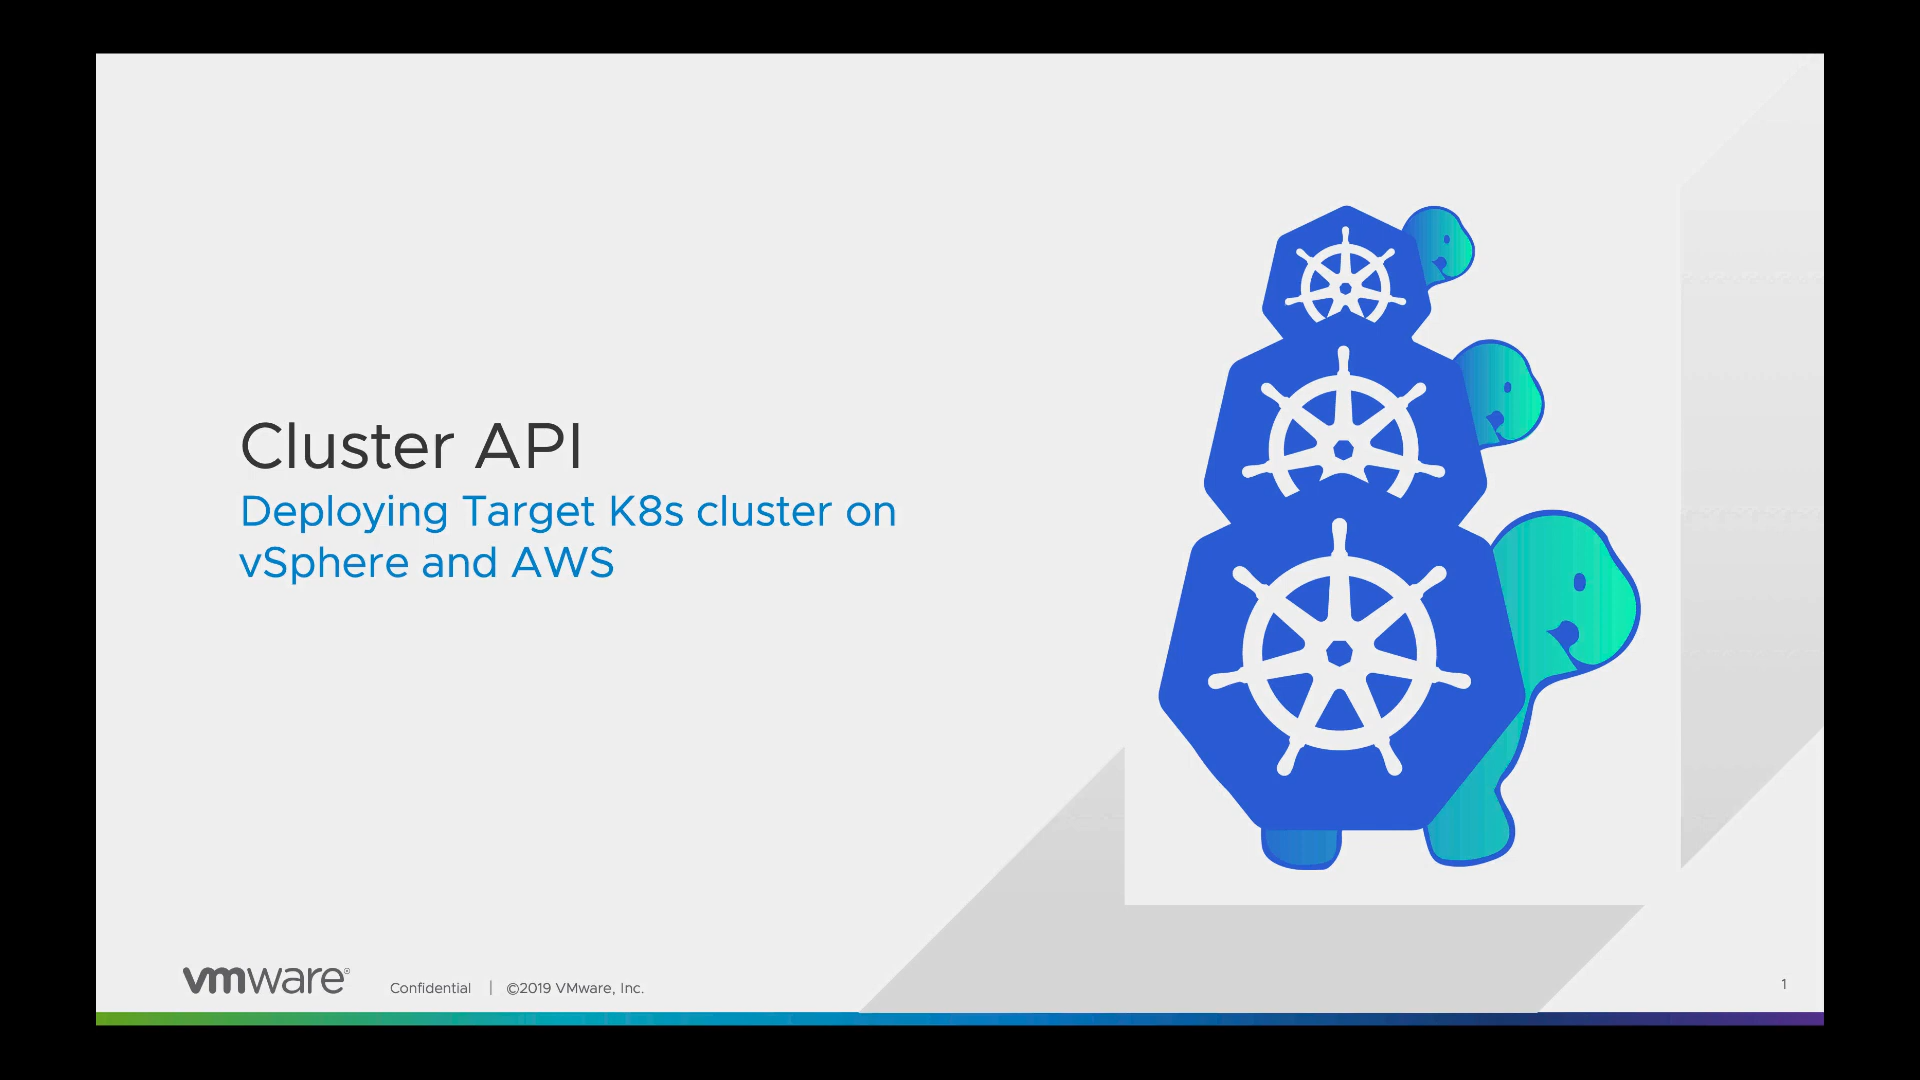 Cluster API
Deploying Target K8s cluster on
vSphere and AWS
vmware®
Confidential | ©2019 VMware, Inc.
1